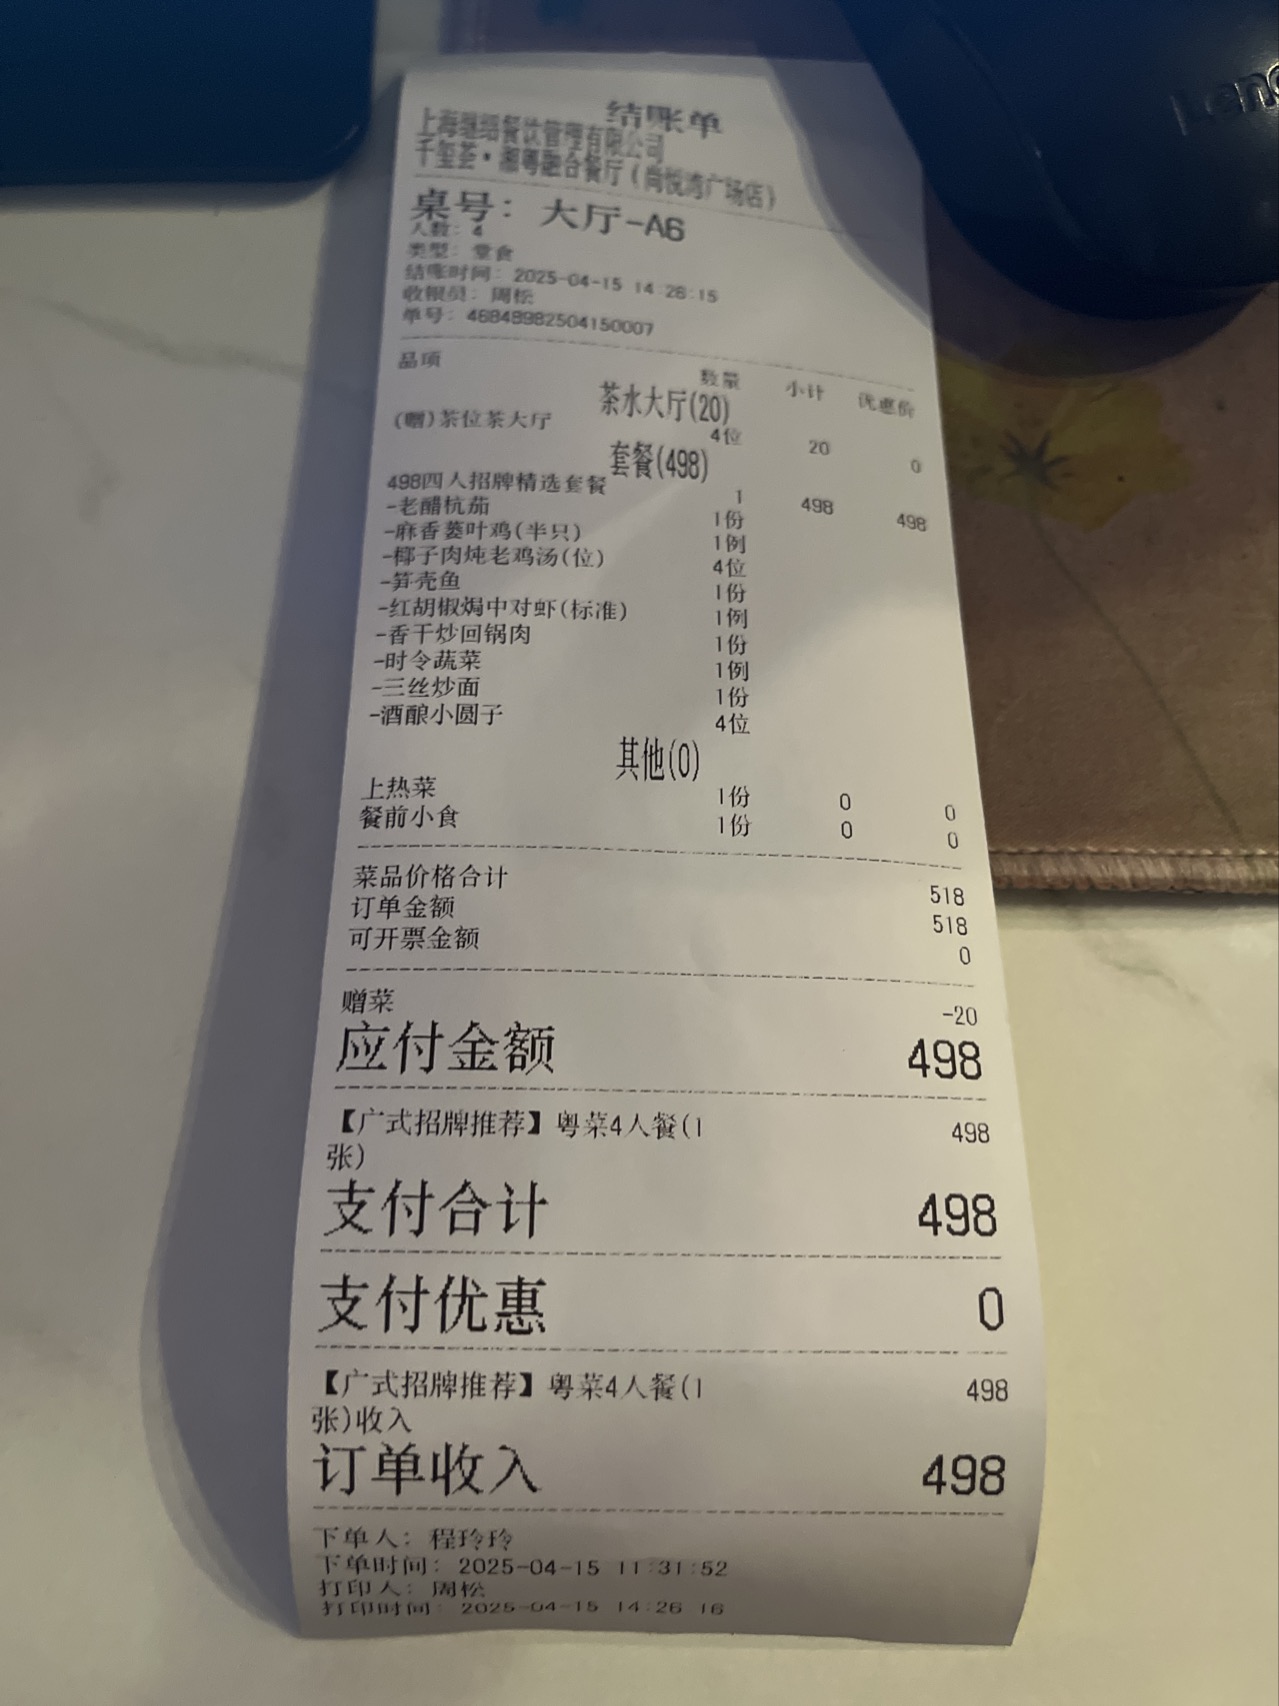 结账单
上海继绍餐饮管理有限公司
千玺荟·湘粤融合餐厅(尚悦湾广场店)
桌号: 大厅-A6
人数: 4
类型: 堂食
结账时间: 2025-04-15 14:26:15
收银员: 周松
单号: 46848982504150007
品项 数量 小计 优惠价
茶水大厅(20)
(赠)茶位茶大厅 4位 20 0
套餐(498)
498四人招牌精选套餐 1 498 498
-老醋杭茄 1份
-麻香蒌叶鸡(半只) 1例
-椰子肉炖老鸡汤(位) 4位
-笋壳鱼 1份
-红胡椒焗中对虾(标准) 1例
-香干炒回锅肉 1份
-时令蔬菜 1例
-三丝炒面 1份
-酒酿小圆子 4位
其他(0)
上热菜 1份 0 0
餐前小食 1份 0 0
菜品价格合计 518
订单金额 518
可开票金额 0
赠菜 -20
应付金额 498
【广式招牌推荐】粤菜4人餐(1 498
张)
支付合计 498
支付优惠 0
【广式招牌推荐】粤菜4人餐(1 498
张)收入
订单收入 498
下单人: 程玲玲
下单时间: 2025-04-15 11:31:52
打印人: 周松
打印时间: 2025-04-15 14:26:16